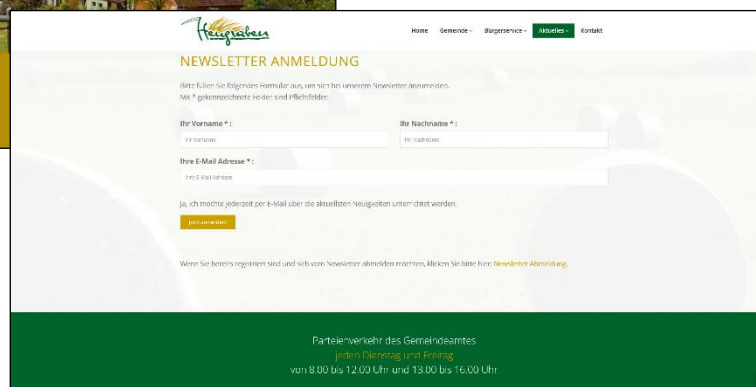 Heugraben
Home Gemeinde Bürgerservice Aktuelles Kontakt
NEWSLETTER ANMELDUNG
Bitte füllen Sie folgendes Formular aus, um sich bei unserem Newsletter anzumelden.
Mit * gekennzeichnete Felder sind Pflichtfelder.
Ihr Vorname * : Ihr Nachname * :
Ihr Vorname Ihr Nachname
Ihre E-Mail Adresse * :
Ihre E-Mail Adresse
Ja, ich möchte jederzeit per E-Mail über die aktuellsten Neuigkeiten unterrichtet werden.
Jetzt anmelden!
Wenn Sie bereits registriert sind und sich vom Newsletter abmelden möchten, klicken Sie bitte hier: Newsletter Abmeldung.
Parteienverkehr des Gemeindeamtes
jeden Dienstag und Freitag
von 8.00 bis 12.00 Uhr und 13.00 bis 16.00 Uhr